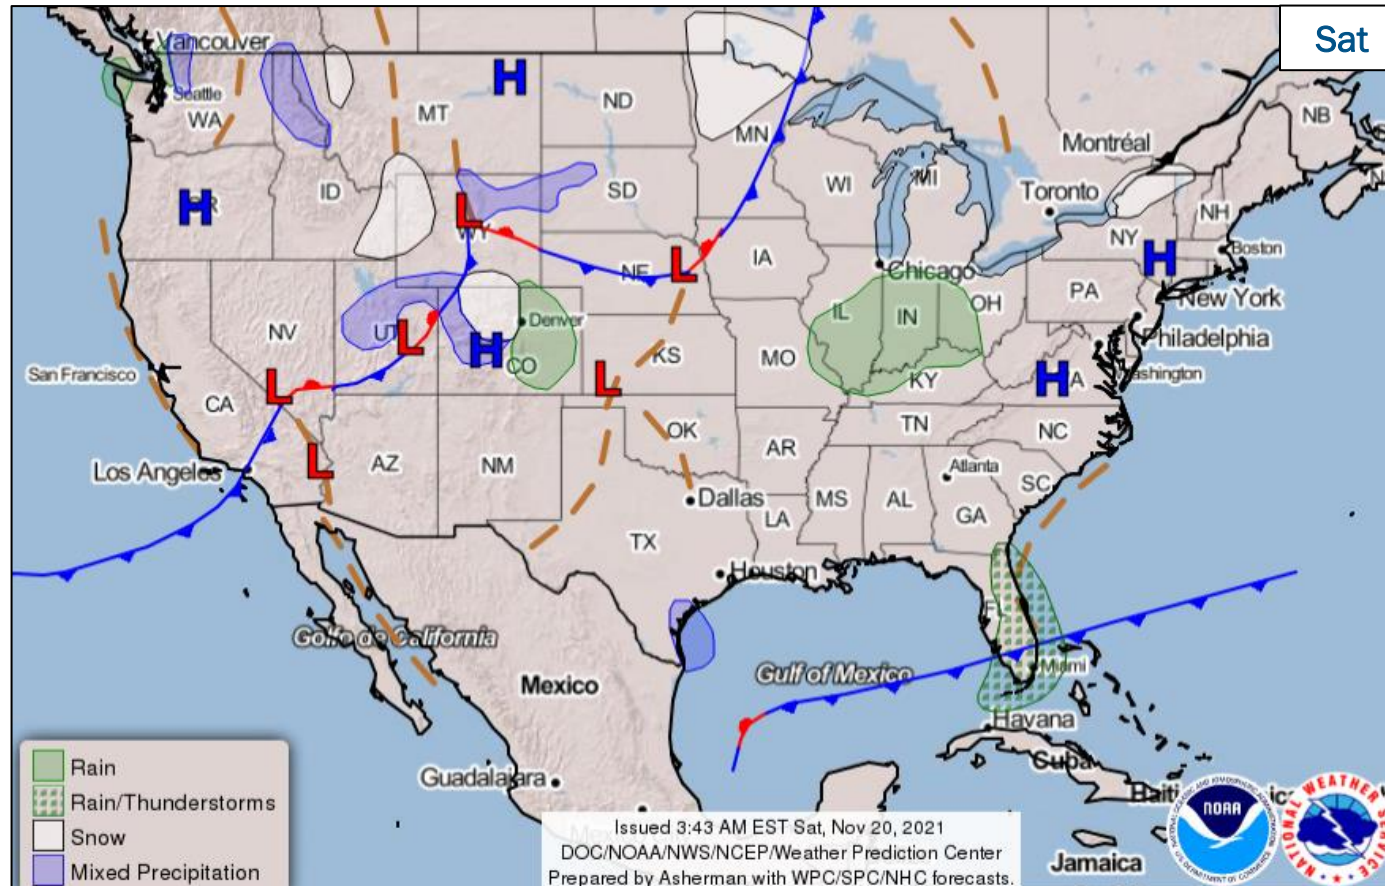 Sat
Vancouver
Seattle
WA
MT
ND
MN
Montréal
NB
H
ID
SD
WI
MI
Toronto
NH
H
L
WY
NY
Boston
H
L
NE
IA
Chicago
New York
PA
OH
IL
IN
Philadelphia
NV
UT
L
Denver
H
CO
KS
MO
KY
H
Washington
San Francisco
CA
L
L
OK
TN
NC
Los Angeles
L
AZ
NM
AR
Atlanta
SC
Dallas
LA
MS
AL
GA
TX
Houston
FL
Golfo de California
Gulf of Mexico
Miami
Mexico
Havana
Cuba
Guadalajara
Jamaica
Rain
Rain/Thunderstorms
Snow
Mixed Precipitation
Issued 3:43 AM EST Sat, Nov 20, 2021
DOC/NOAA/NWS/NCEP/Weather Prediction Center
Prepared by Asherman with WPC/SPC/NHC forecasts.
NOAA
NATIONAL WEATHER SERVICE